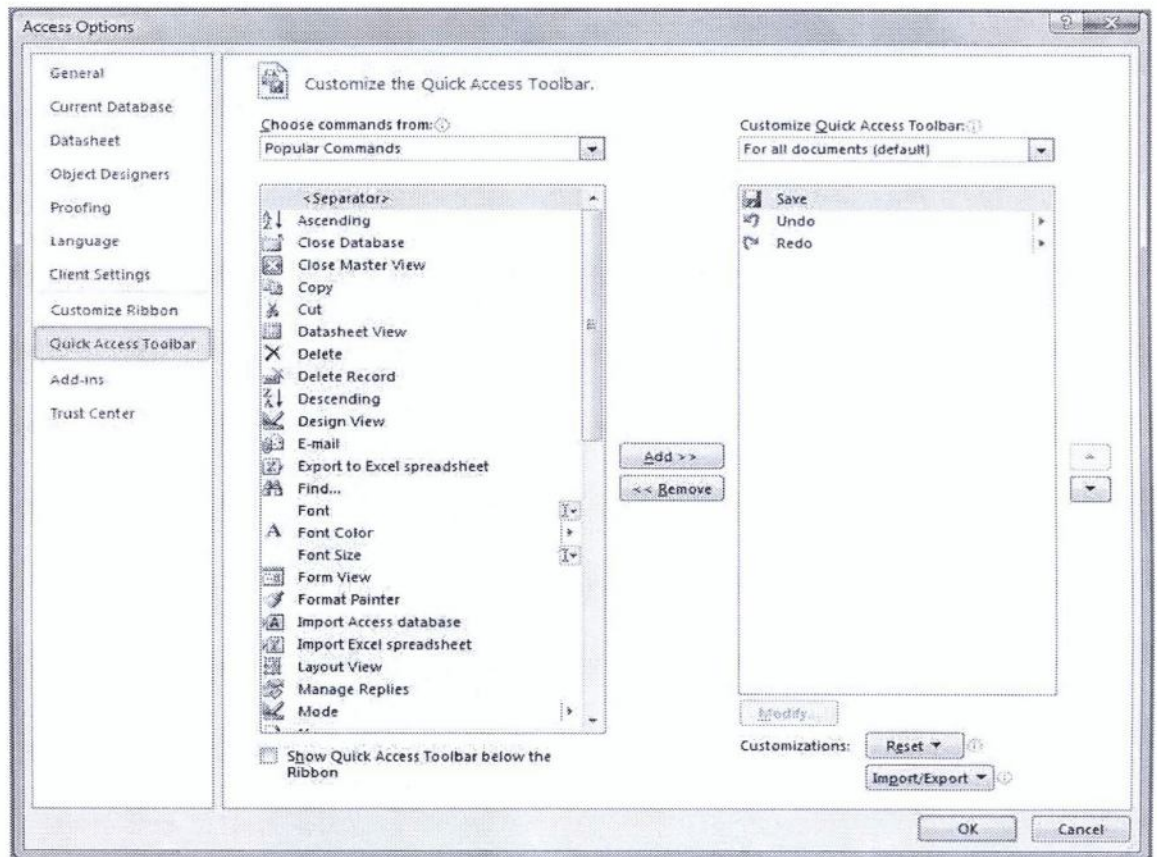 Access Options
General
Current Database
Datasheet
Object Designers
Proofing
Language
Client Settings
Customize Ribbon
Quick Access Toolbar
Add-ins
Trust Center
Customize the Quick Access Toolbar.
Choose commands from:
Popular Commands
<Separator>
Ascending
Close Database
Close Master View
Copy
Cut
Datasheet View
Delete
Delete Record
Descending
Design View
E-mail
Export to Excel spreadsheet
Find...
Font
Font Color
Font Size
Form View
Format Painter
Import Access database
Import Excel spreadsheet
Layout View
Manage Replies
Mode
Show Quick Access Toolbar below the
Ribbon
Add >>
<< Remove
Customize Quick Access Toolbar:
For all documents (default)
Save
Undo
Redo
Modify...
Customizations:
Reset
Import/Export
OK
Cancel